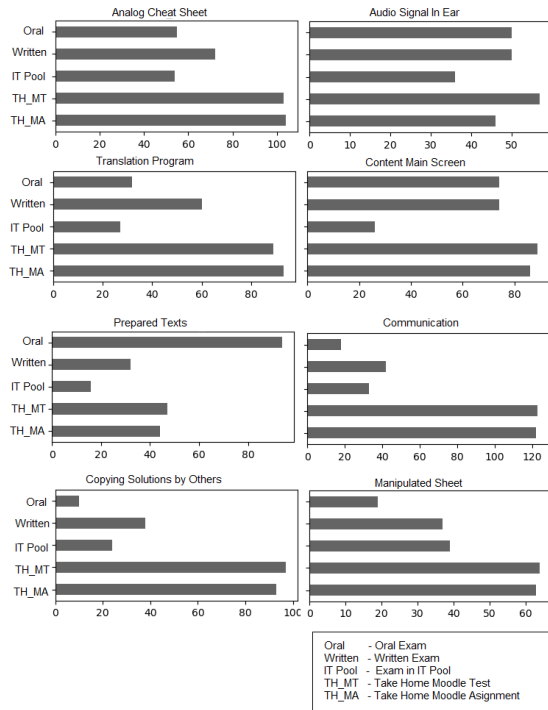 Analog Cheat Sheet
Oral
Written
IT Pool
TH_MT
TH_MA
0 20 40 60 80 100
Audio Signal In Ear
0 10 20 30 40 50
Translation Program
Oral
Written
IT Pool
TH_MT
TH_MA
0 20 40 60 80
Content Main Screen
0 20 40 60 80
Prepared Texts
Oral
Written
IT Pool
TH_MT
TH_MA
0 20 40 60 80
Communication
0 20 40 60 80 100 120
Copying Solutions by Others
Oral
Written
IT Pool
TH_MT
TH_MA
0 20 40 60 80 100
Manipulated Sheet
0 10 20 30 40 50 60
Oral - Oral Exam
Written - Written Exam
IT Pool - Exam in IT Pool
TH_MT - Take Home Moodle Test
TH_MA - Take Home Moodle Asignment